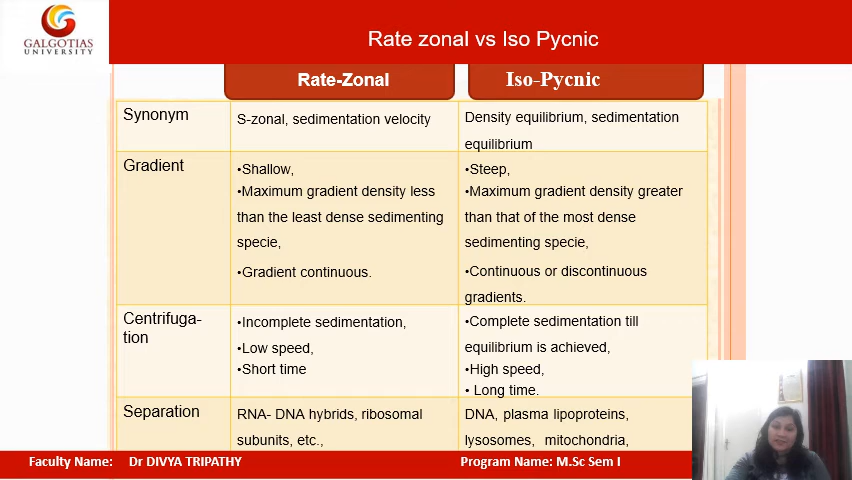 GALGOTIAS
UNIVERSITY
Rate zonal vs Iso Pycnic
Rate-Zonal
Iso-Pycnic
Synonym
S-zonal, sedimentation velocity
Density equilibrium, sedimentation
equilibrium
Gradient
•Shallow,
•Maximum gradient density less
than the least dense sedimenting
specie,
•Gradient continuous.
•Steep,
•Maximum gradient density greater
than that of the most dense
sedimenting specie,
•Continuous or discontinuous
gradients.
Centrifuga-
tion
•Incomplete sedimentation,
•Low speed,
•Short time
•Complete sedimentation till
equilibrium is achieved,
•High speed,
• Long time.
Separation
RNA- DNA hybrids, ribosomal
subunits, etc.,
DNA, plasma lipoproteins,
lysosomes, mitochondria,
Faculty Name: Dr DIVYA TRIPATHY
Program Name: M.Sc Sem I